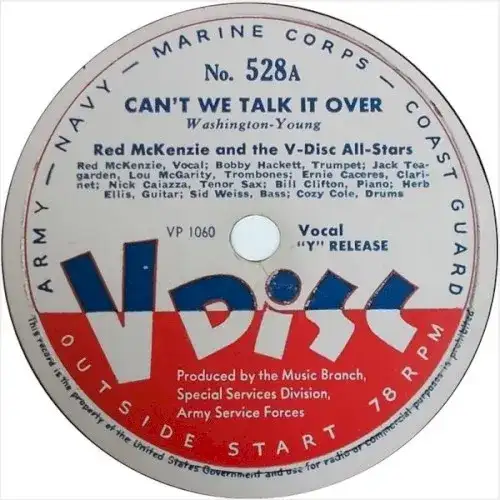 ARMY — NAVY — MARINE CORPS — COAST GUARD
No. 528A
CAN'T WE TALK IT OVER
Washington-Young
Red McKenzie and the V-Disc All-Stars
Red McKenzie, Vocal; Bobby Hackett, Trumpet; Jack Tea-
garden, Lou McGarity, Trombones; Ernie Caceres, Clari-
net; Nick Caiazza, Tenor Sax; Bill Clifton, Piano; Herb
Ellis, Guitar; Sid Weiss, Bass; Cozy Cole, Drums
VP 1060
Vocal
"Y" RELEASE
V DiSC
Produced by the Music Branch,
Special Services Division,
Army Service Forces
OUTSIDE START 78 RPM
This record is the property of the United States Government and use for radio or commercial purposes is prohibited